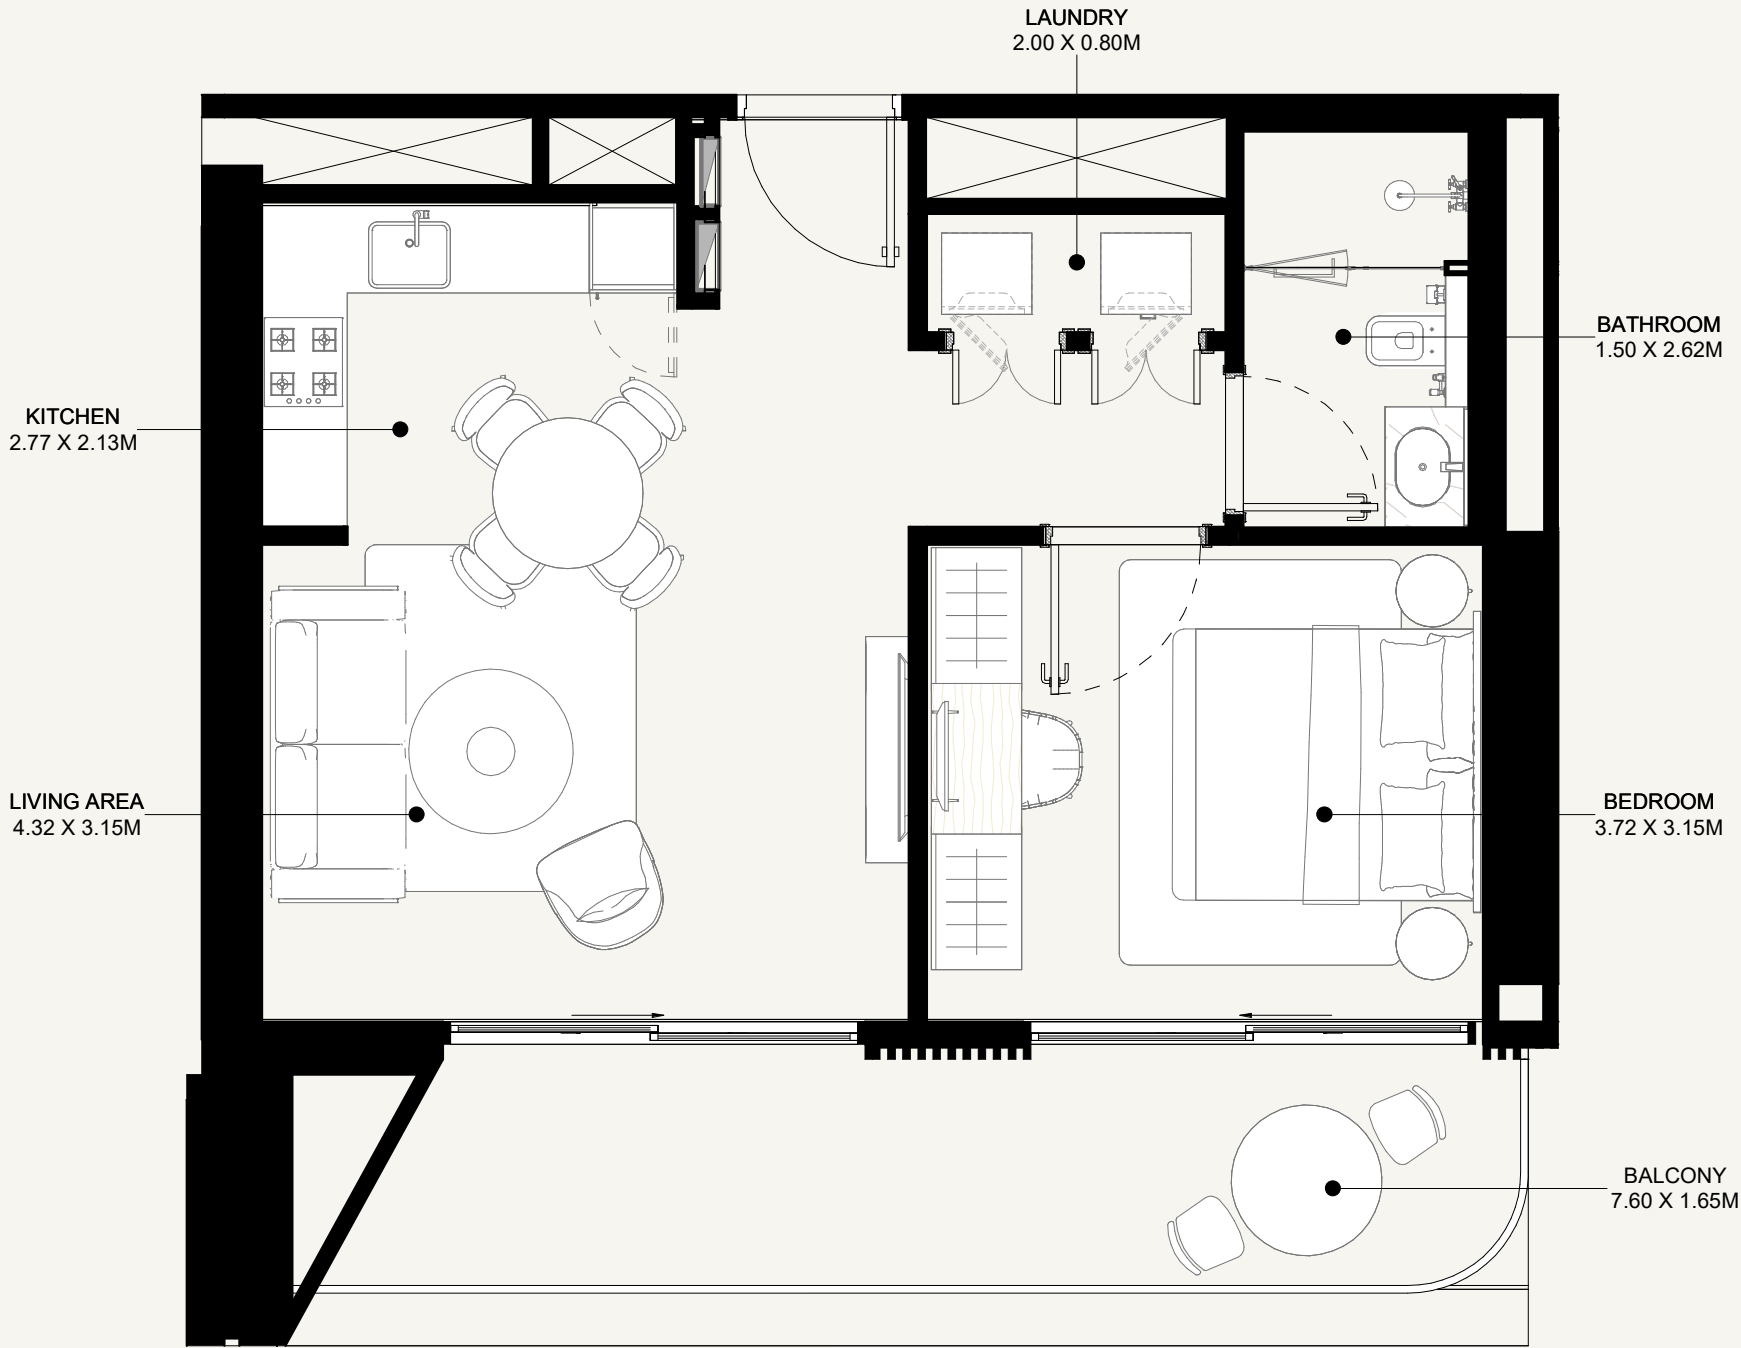 LAUNDRY
2.00 X 0.80M
BATHROOM
1.50 X 2.62M
KITCHEN
2.77 X 2.13M
LIVING AREA
4.32 X 3.15M
BEDROOM
3.72 X 3.15M
BALCONY
7.60 X 1.65M